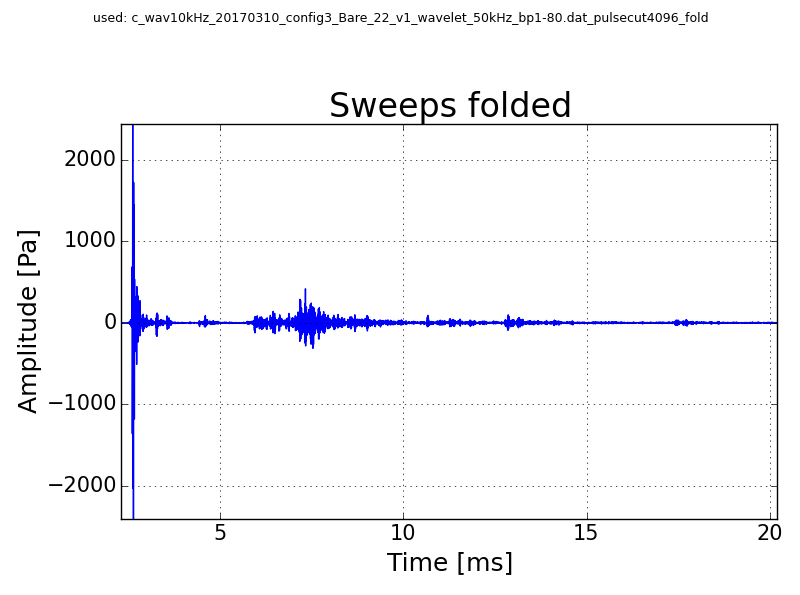 used: c_wav10kHz_20170310_config3_Bare_22_v1_wavelet_50kHz_bp1-80.dat_pulsecut4096_fold
Sweeps folded
2000
1000
0
−1000
−2000
Amplitude [Pa]
5 10 15 20
Time [ms]